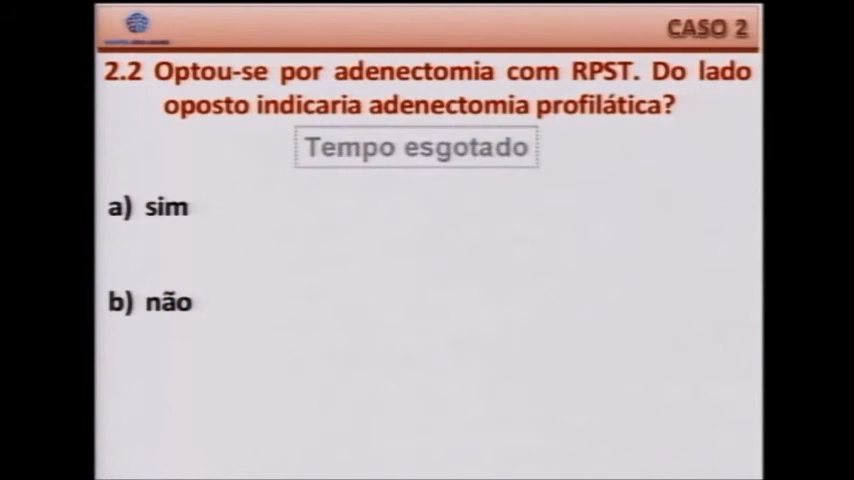 CASO 2
2.2 Optou-se por adenectomia com RPST. Do lado
oposto indicaria adenectomia profilática?
Tempo esgotado
a) sim
b) não